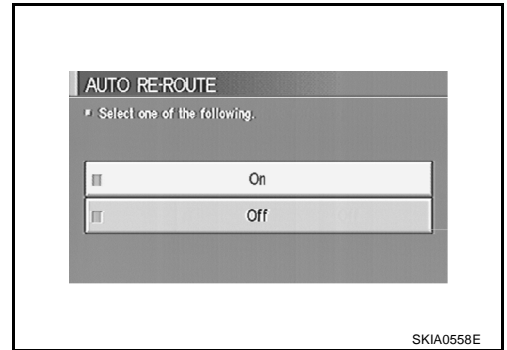 AUTO RE-ROUTE
Select one of the following.
On
Off
SKIA0558E